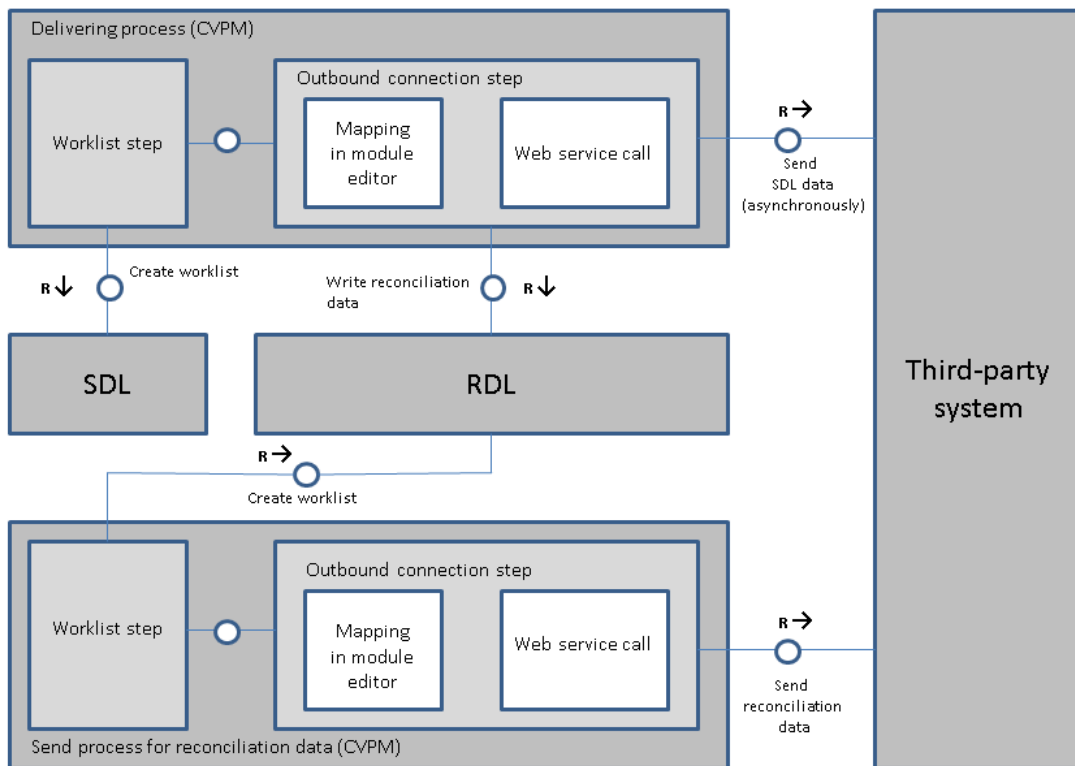 Delivering process (CVPM)
Worklist step
Outbound connection step
Mapping
in module
editor
Web service call
R →
Send
SDL data
(asynchronously)
Third-party
system
R ↓
Create worklist
Write reconciliation
data
R ↓
SDL
RDL
R →
Create worklist
Worklist step
Outbound connection step
Mapping
in module
editor
Web service call
R →
Send
reconciliation
data
Send process for reconciliation data (CVPM)